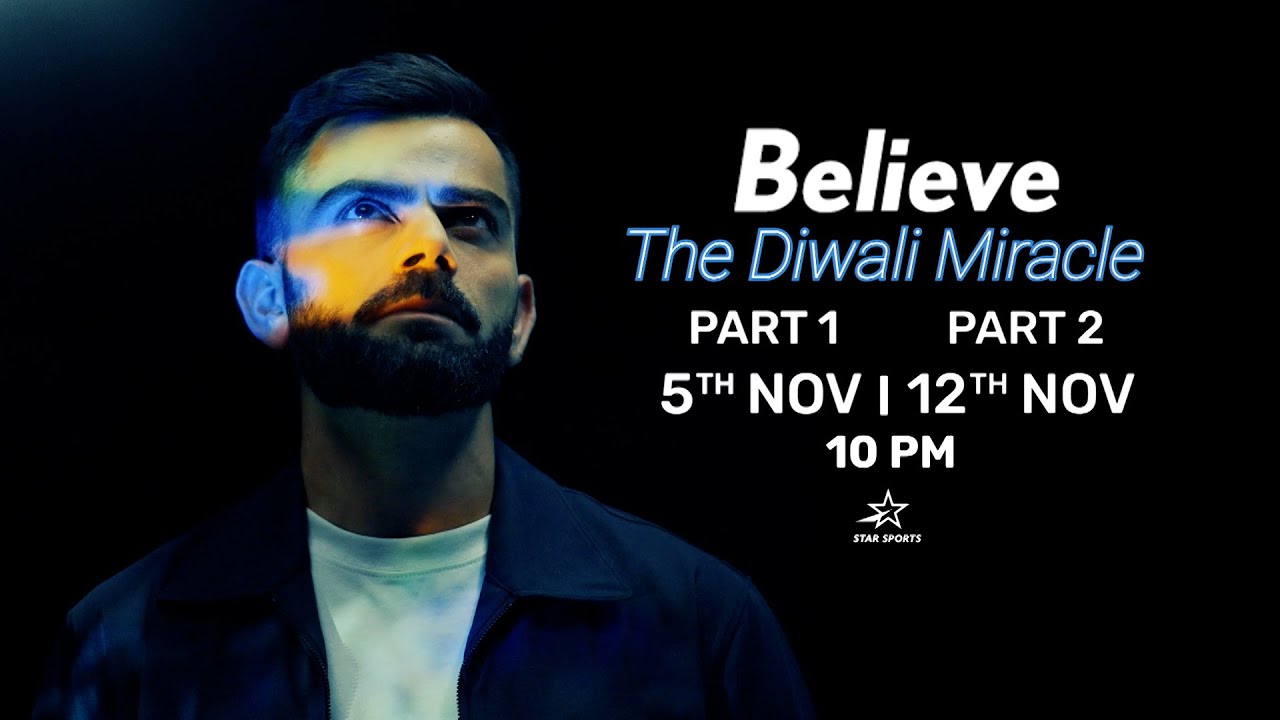 Believe
The Diwali Miracle
PART 1 PART 2
5TH NOV | 12TH NOV
10 PM
STAR SPORTS